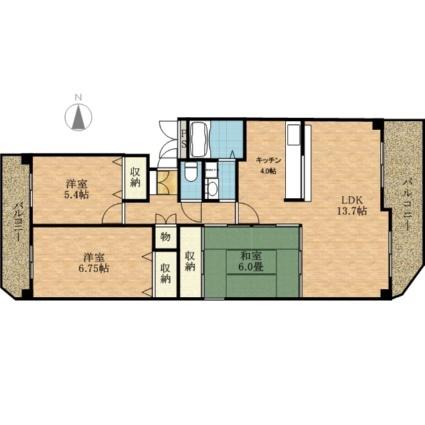 N
PS
洋室
5.4帖
収納
キッチン
4.0帖
LDK
13.7帖
バルコニー
バルコニー
洋室
6.75帖
物
収納
収納
和室
6.0畳